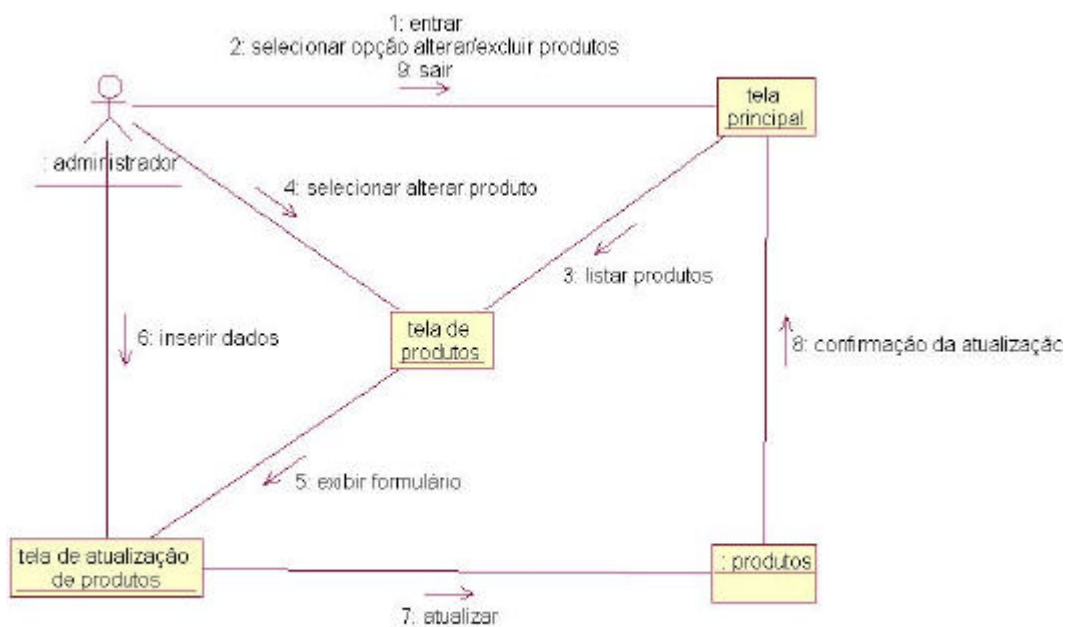 1: entrar
2: selecionar opção alterar/excluir produtos
9: sair
tela
principal
: administrador
4: selecionar alterar produto
3: listar produtos
6: inserir dados
tela de
produtos
8: confirmação da atualização
5: exibir formulário
tela de atualização
de produtos
: produtos
7: atualizar